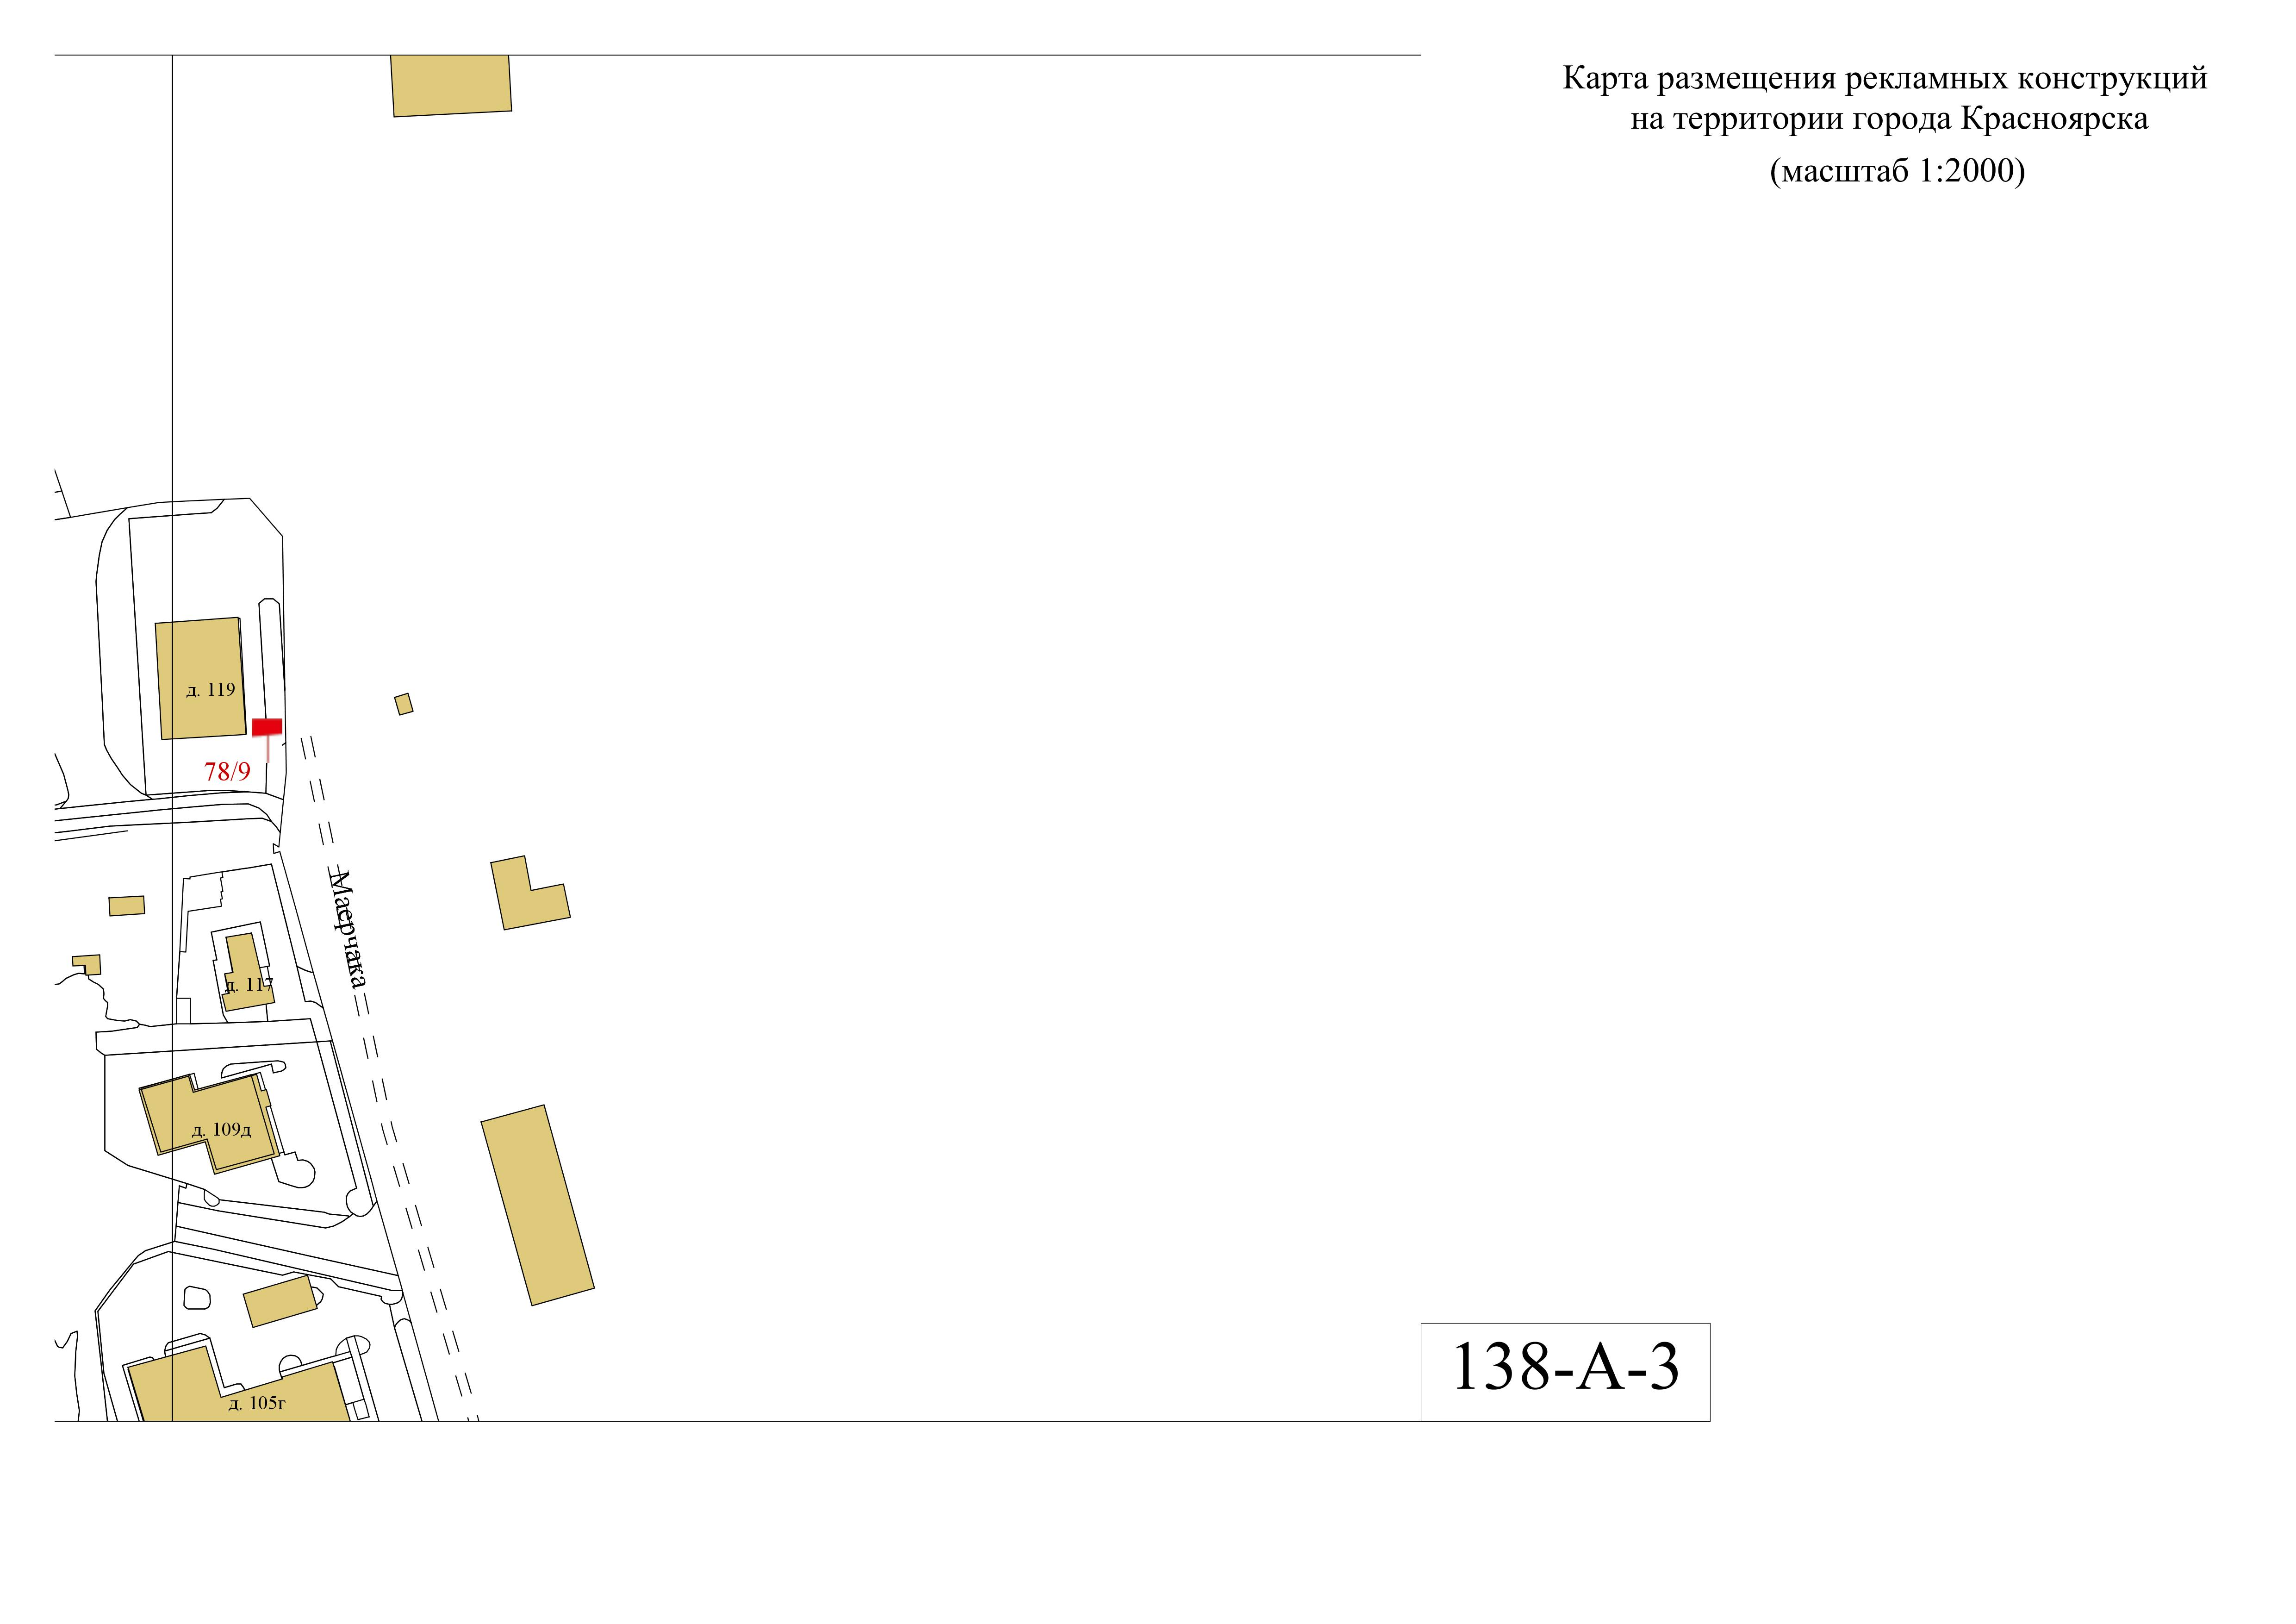 Карта размещения рекламных конструкций
на территории города Красноярска
(масштаб 1:2000)
д. 119
78/9
Маерчака
д. 117
д. 109д
д. 105г
138-А-3